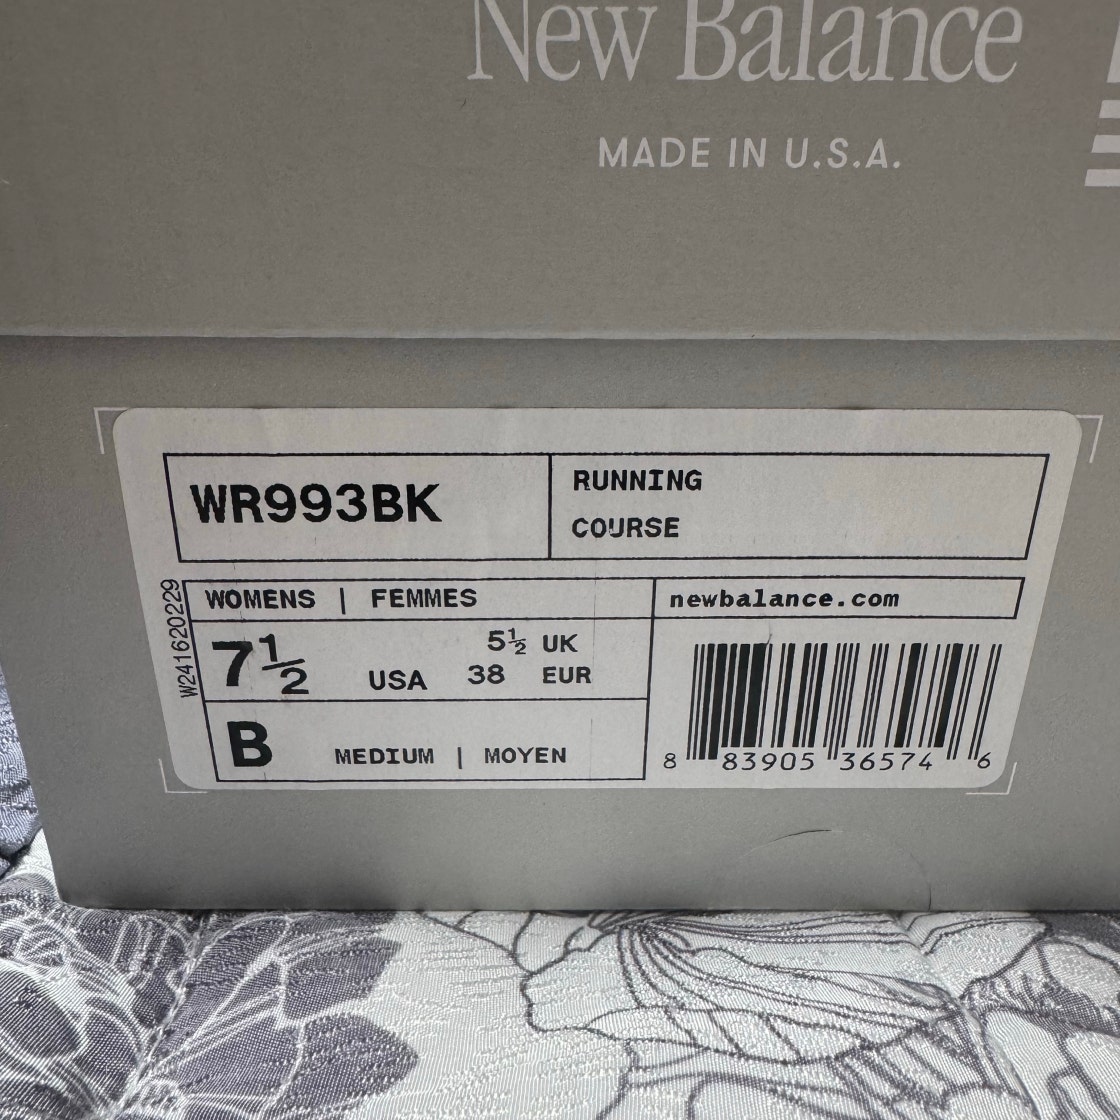 New Balance
MADE IN U.S.A.
WR993BK
RUNNING
COURSE
W241620229
WOMENS | FEMMES
newbalance.com
7½ USA
5½ UK
38 EUR
B MEDIUM | MOYEN
8 83905 36574 6